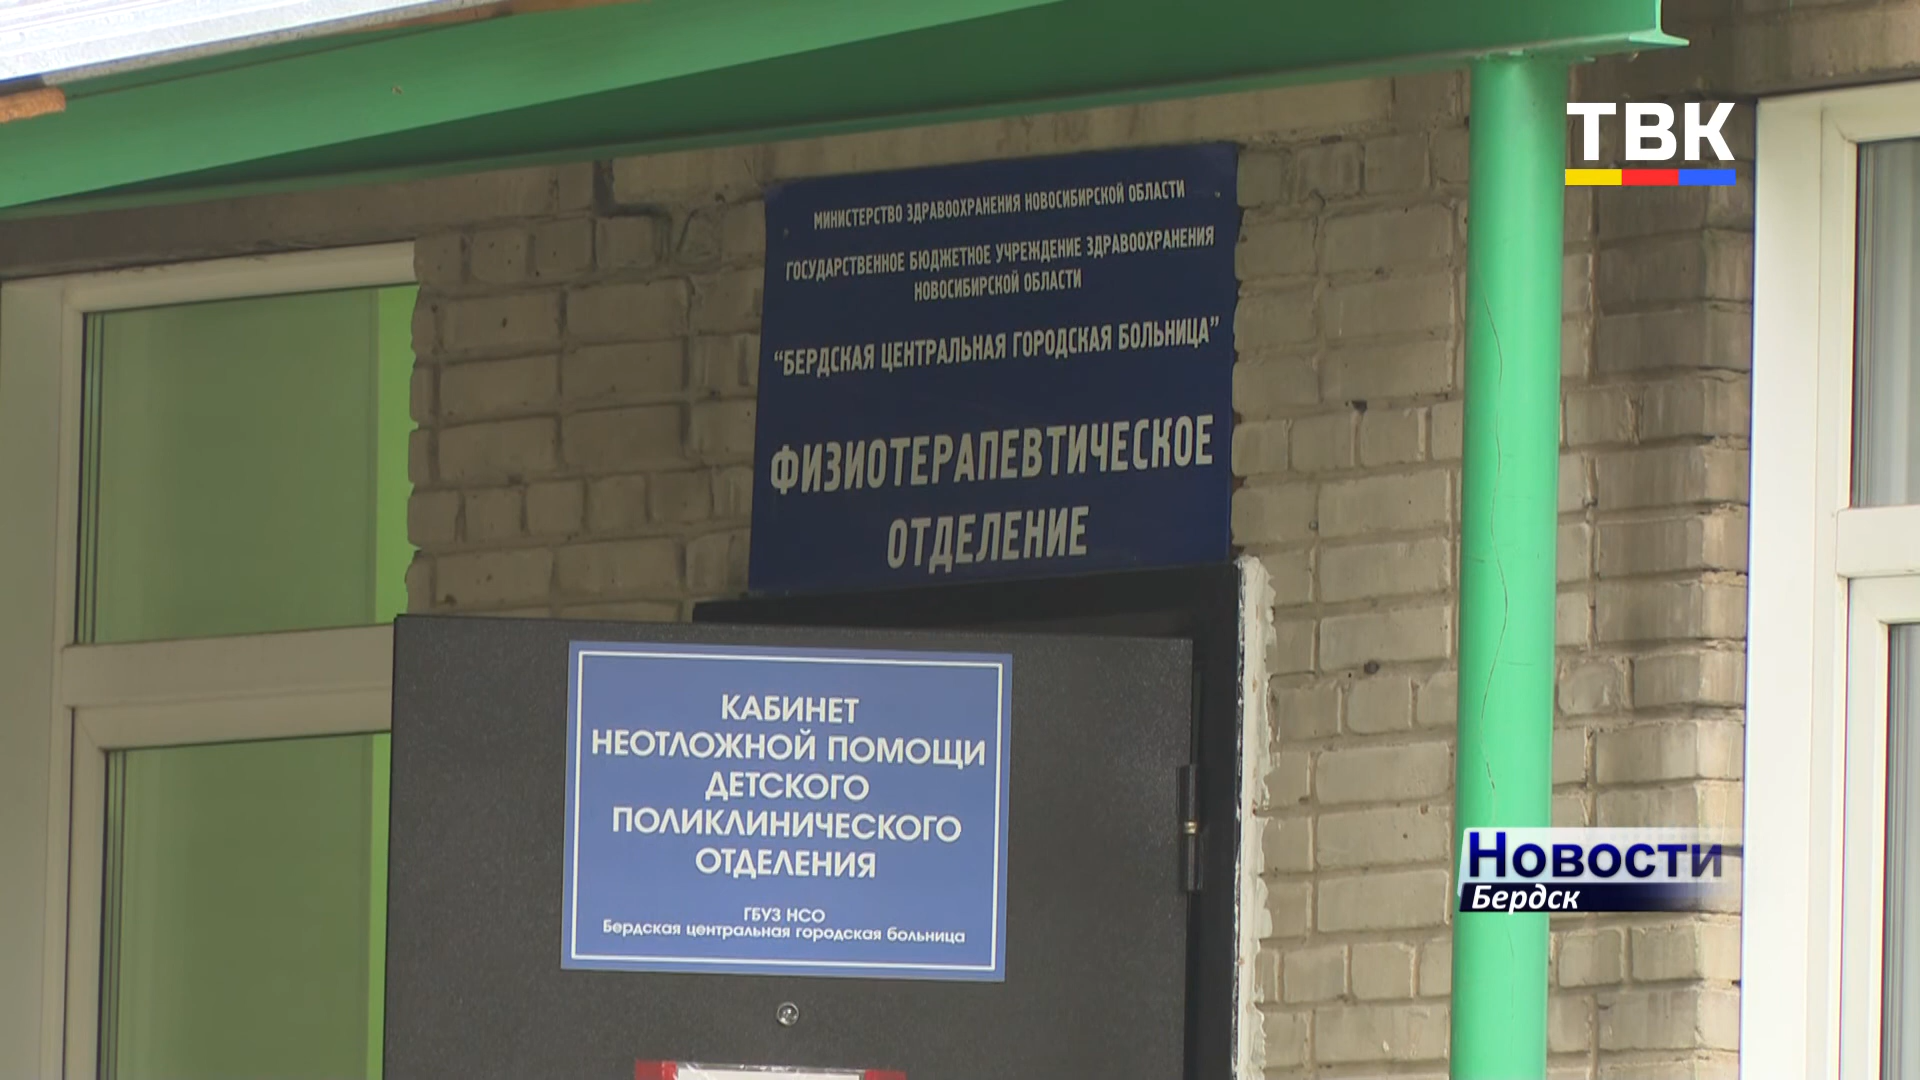 ТВК
МИНИСТЕРСТВО ЗДРАВООХРАНЕНИЯ НОВОСИБИРСКОЙ ОБЛАСТИ
ГОСУДАРСТВЕННОЕ БЮДЖЕТНОЕ УЧРЕЖДЕНИЕ ЗДРАВООХРАНЕНИЯ
НОВОСИБИРСКОЙ ОБЛАСТИ
“БЕРДСКАЯ ЦЕНТРАЛЬНАЯ ГОРОДСКАЯ БОЛЬНИЦА”
ФИЗИОТЕРАПЕВТИЧЕСКОЕ
ОТДЕЛЕНИЕ
КАБИНЕТ
НЕОТЛОЖНОЙ ПОМОЩИ
ДЕТСКОГО
ПОЛИКЛИНИЧЕСКОГО
ОТДЕЛЕНИЯ
ГБУЗ НСО
Бердская центральная городская больница
Новости
Бердск